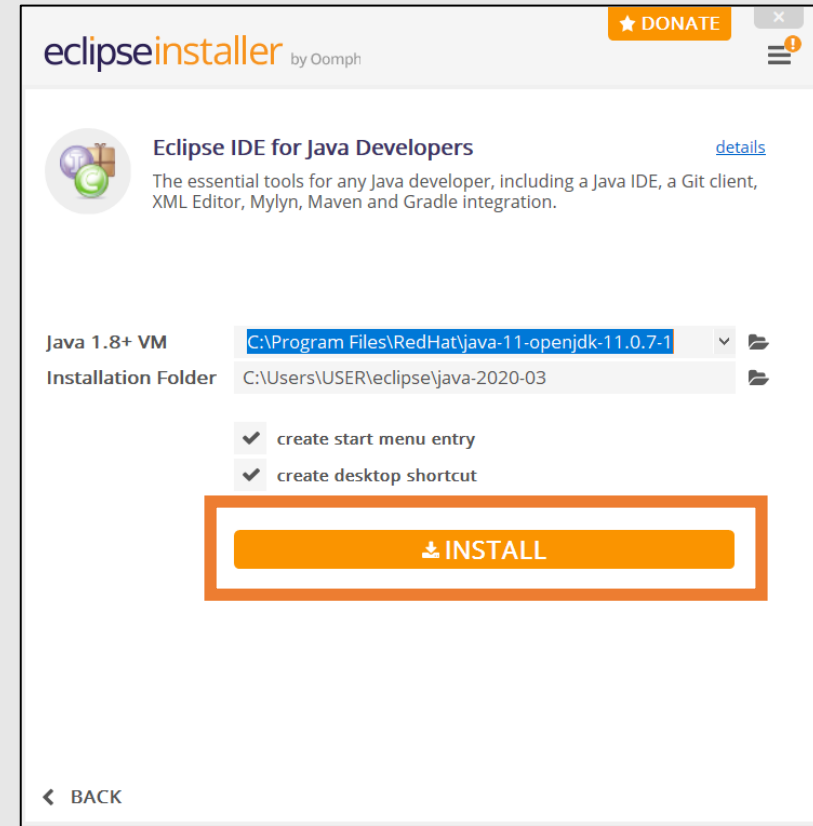 DONATE
eclipseinstaller by Oomph
Eclipse IDE for Java Developers
details
The essential tools for any Java developer, including a Java IDE, a Git client,
XML Editor, Mylyn, Maven and Gradle integration.
Java 1.8+ VM C:\Program Files\RedHat\java-11-openjdk-11.0.7-1
Installation Folder C:\Users\USER\eclipse\java-2020-03
create start menu entry
create desktop shortcut
INSTALL
BACK